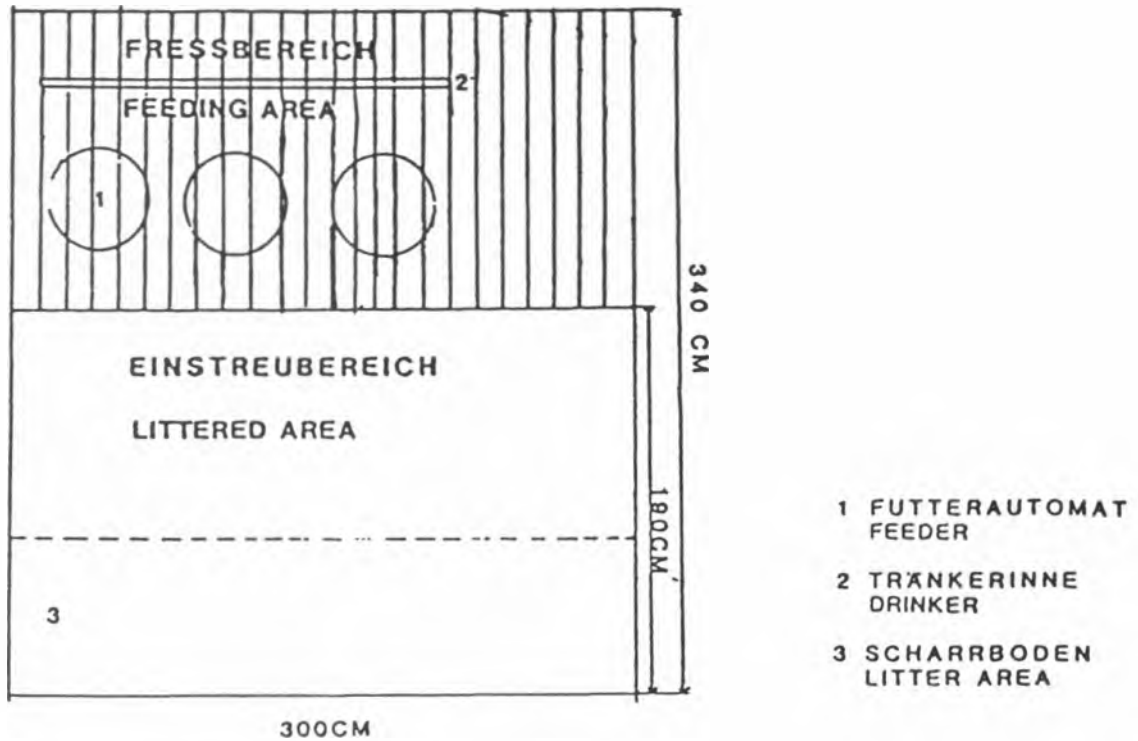 FRESSBEREICH
2
FEEDING AREA
1
340 CM
EINSTREUBEREICH
LITTERED AREA
180CM
3
300CM
1 FUTTERAUTOMAT
FEEDER
2 TRÄNKERINNE
DRINKER
3 SCHARRBODEN
LITTER AREA